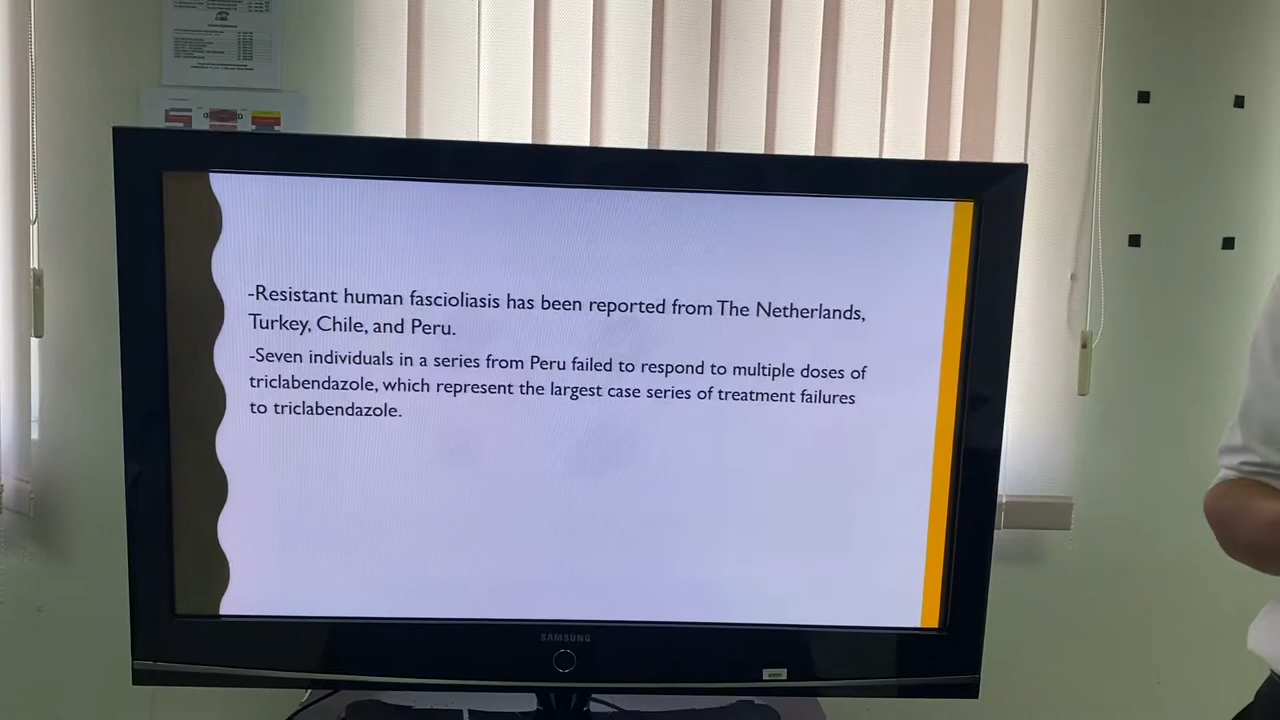 -Resistant human fascioliasis has been reported from The Netherlands,
Turkey, Chile, and Peru.
-Seven individuals in a series from Peru failed to respond to multiple doses of
triclabendazole, which represent the largest case series of treatment failures
to triclabendazole.
SAMSUNG